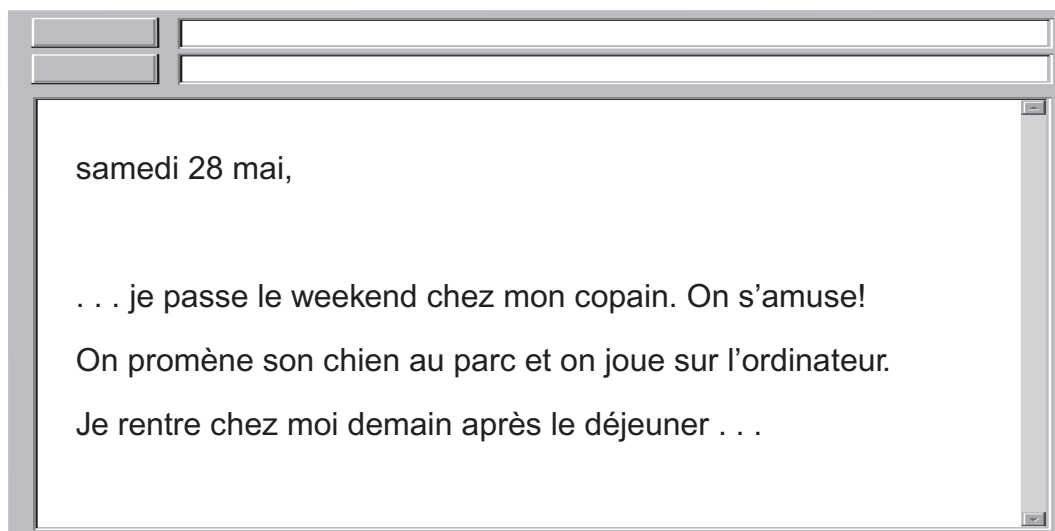 samedi 28 mai,
. . . je passe le weekend chez mon copain. On s’amuse!
On promène son chien au parc et on joue sur l’ordinateur.
Je rentre chez moi demain après le déjeuner . . .